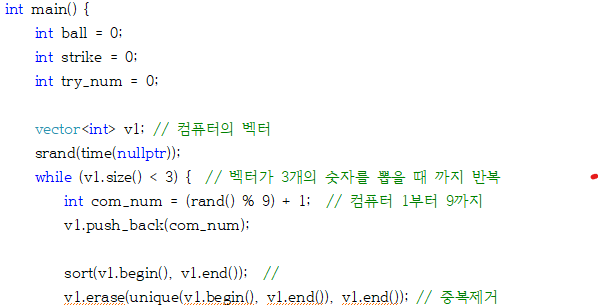 int main() {
int ball = 0;
int strike = 0;
int try_num = 0;
vector<int> v1; // 컴퓨터의 벡터
srand(time(nullptr));
while (v1.size() < 3) { // 벡터가 3개의 숫자를 뽑을 때 까지 반복
int com_num = (rand() % 9) + 1; // 컴퓨터 1부터 9까지
v1.push_back(com_num);
sort(v1.begin(), v1.end()); //
v1.erase(unique(v1.begin(), v1.end()), v1.end()); // 중복제거